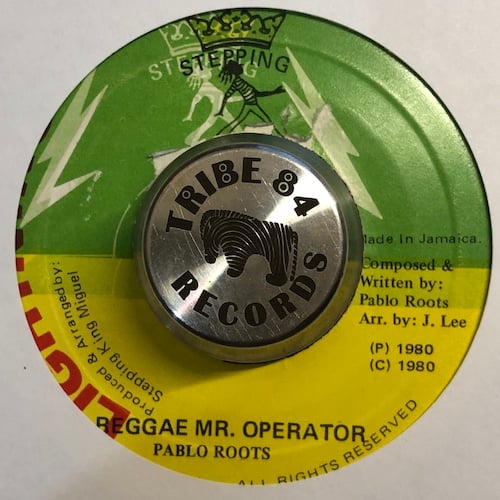 STEPPING
TRIBE 84
RECORDS
Made In Jamaica.
Composed &
Written by:
Pablo Roots
Arr. by: J. Lee
(P) 1980
(C) 1980
Produced & Arranged by:
Stepping King Miguel
REGGAE MR. OPERATOR
PABLO ROOTS
ALL RIGHTS RESERVED